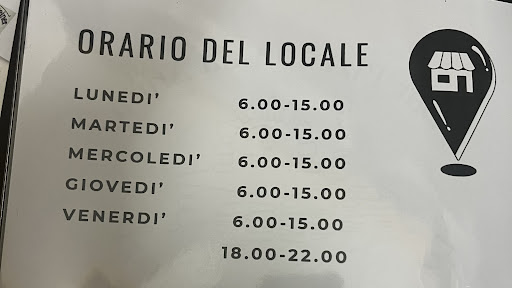 ORARIO DEL LOCALE
LUNEDI' 6.00-15.00
MARTEDI' 6.00-15.00
MERCOLEDI' 6.00-15.00
GIOVEDI' 6.00-15.00
VENERDI' 6.00-15.00
18.00-22.00